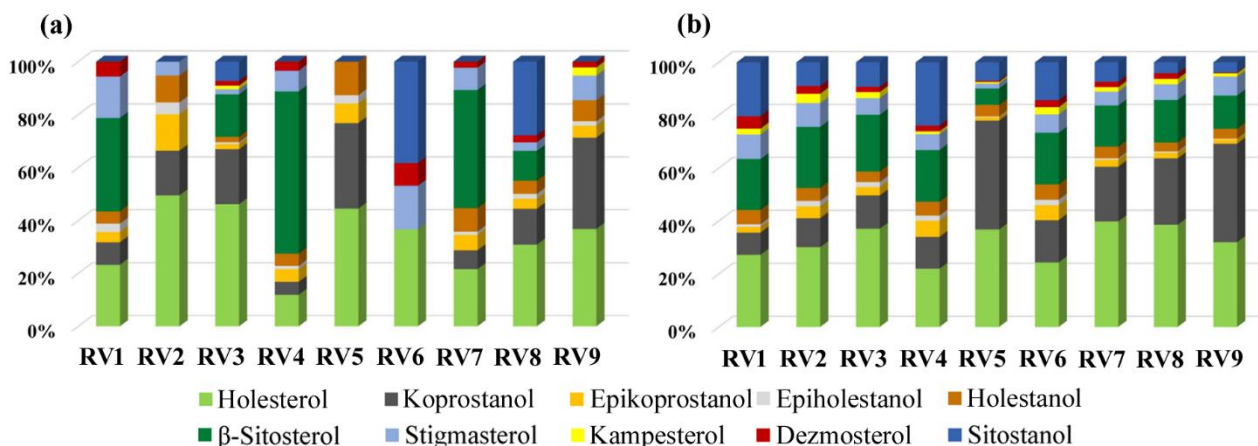 (a)
100%
80%
60%
40%
20%
0%
RV1 RV2 RV3 RV4 RV5 RV6 RV7 RV8 RV9
(b)
100%
80%
60%
40%
20%
0%
RV1 RV2 RV3 RV4 RV5 RV6 RV7 RV8 RV9
Holesterol Koprostanol Epikoprostanol Epiholestanol Holestanol
β-Sitosterol Stigmasterol Kampesterol Dezmosterol Sitostanol